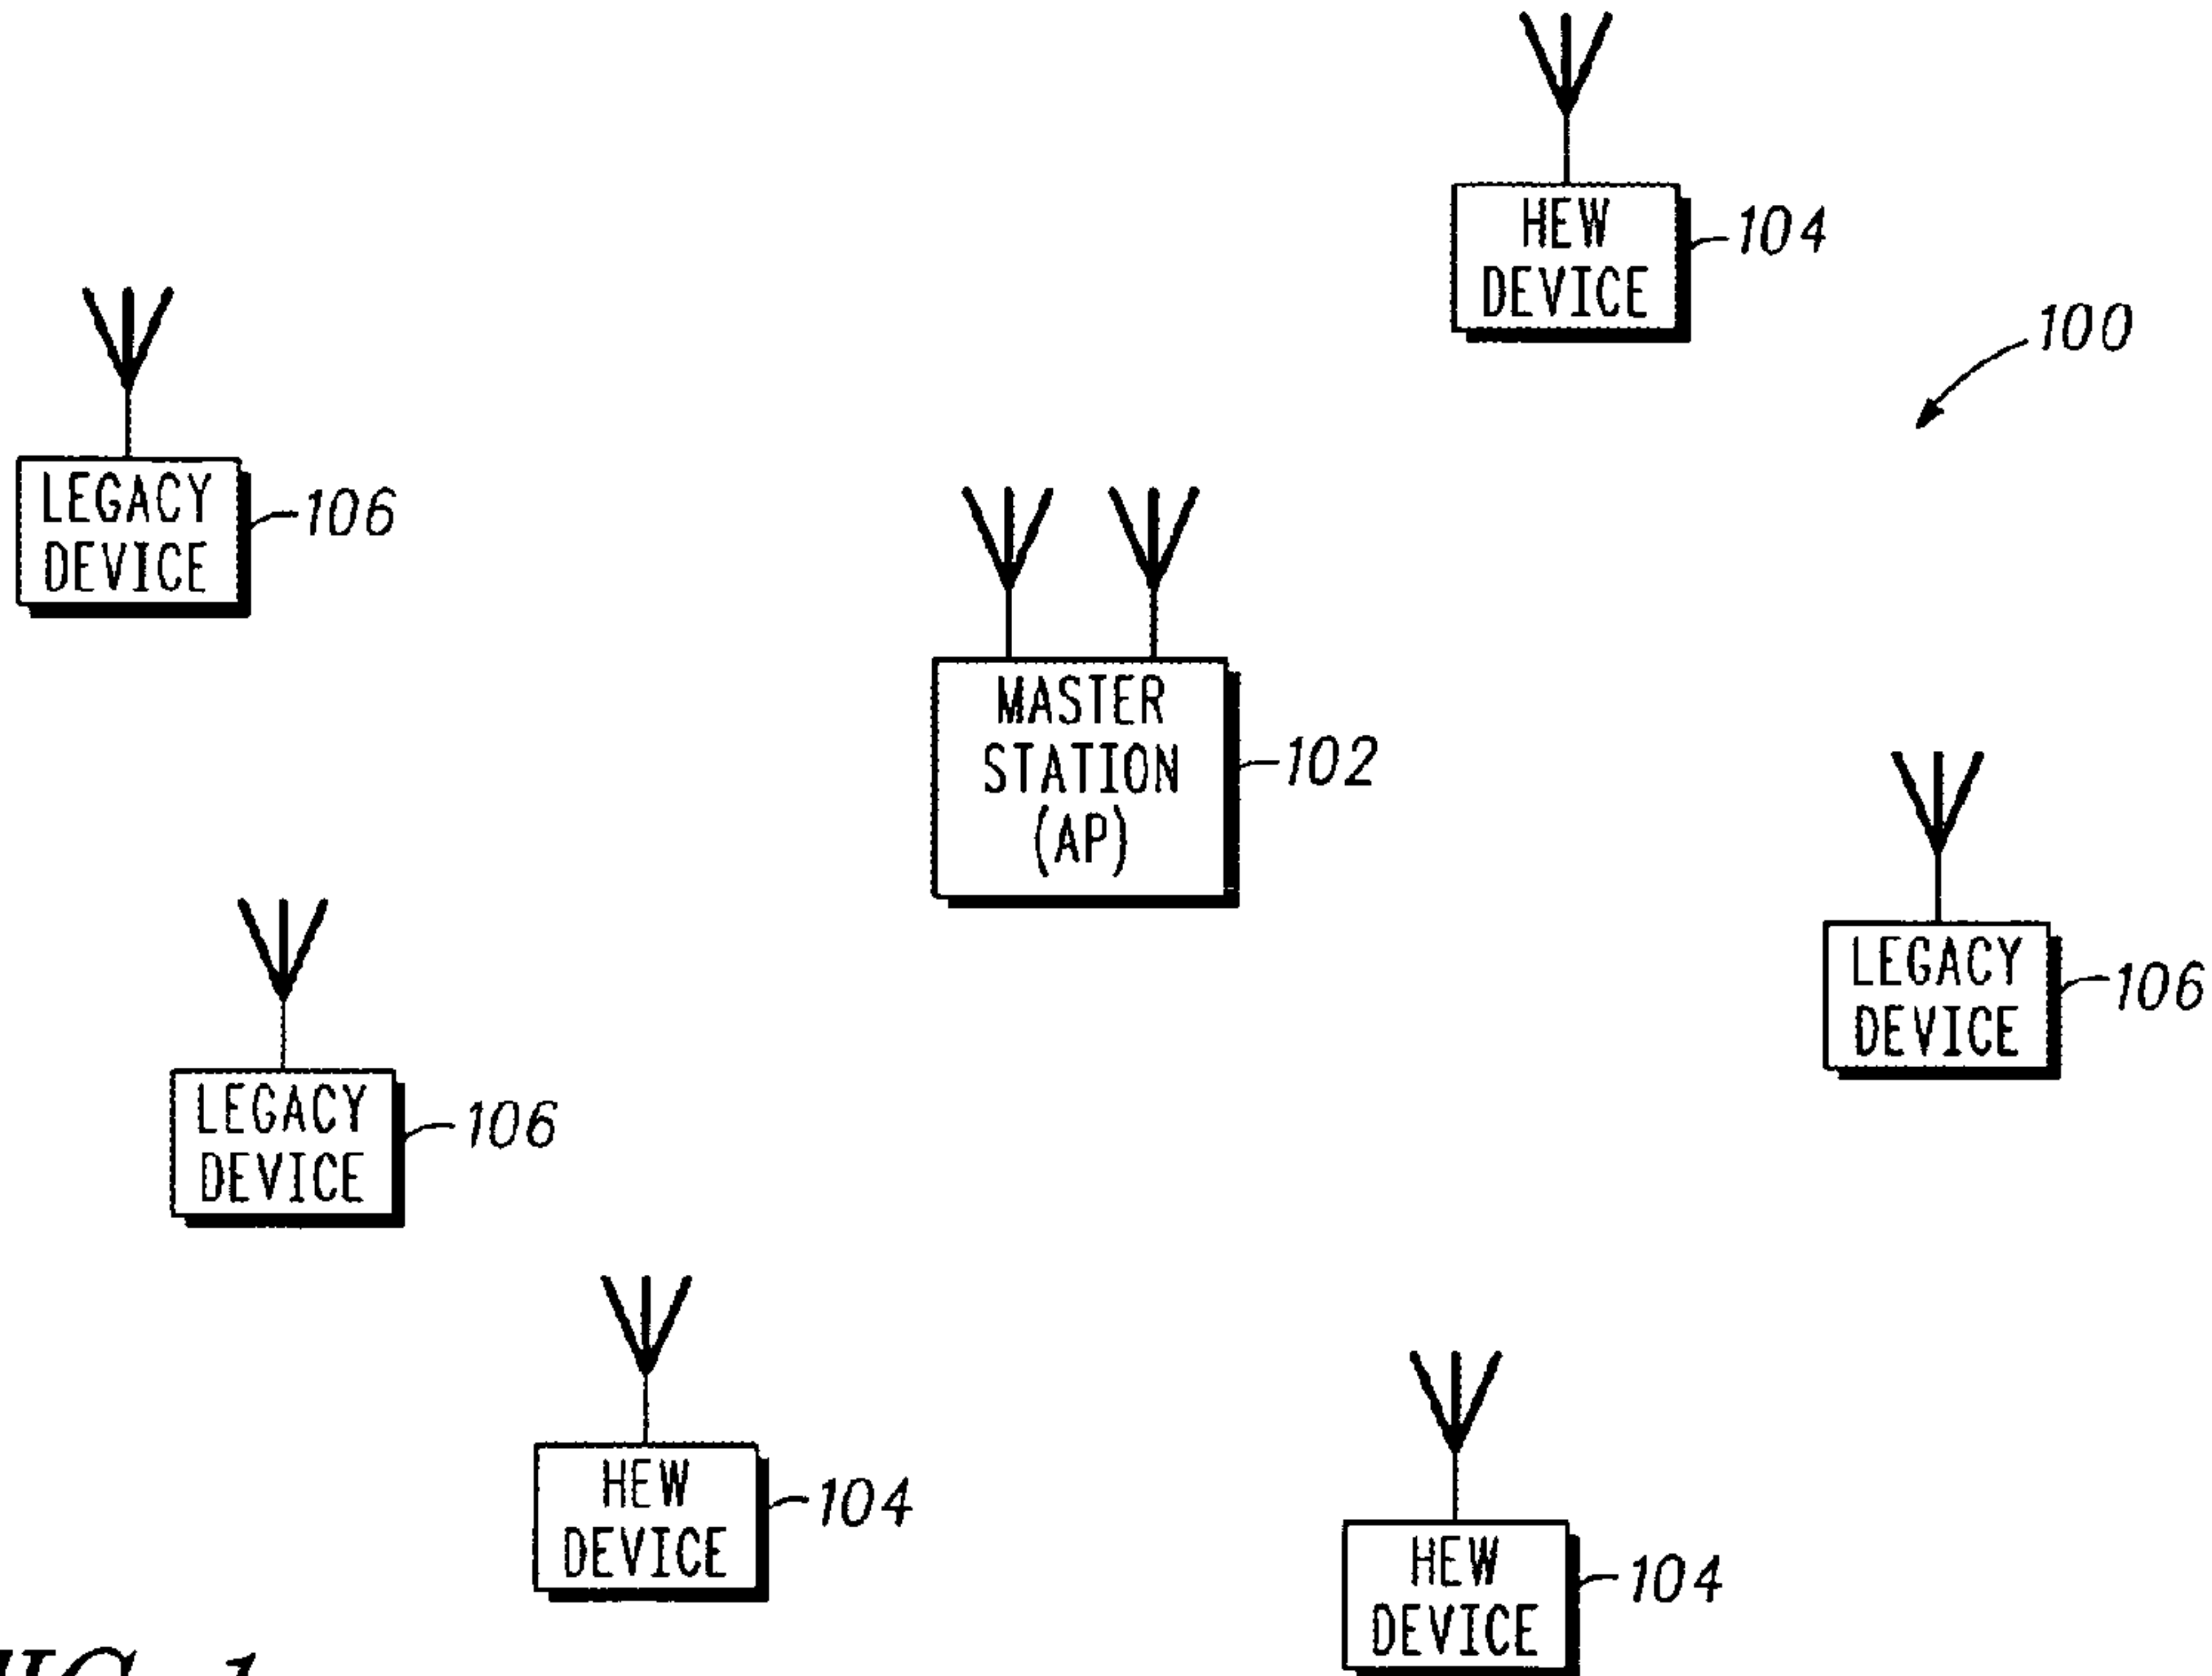 HEW
DEVICE
104
100
LEGACY
DEVICE
106
MASTER
STATION
(AP)
102
LEGACY
DEVICE
106
LEGACY
DEVICE
106
HEW
DEVICE
104
HEW
DEVICE
104